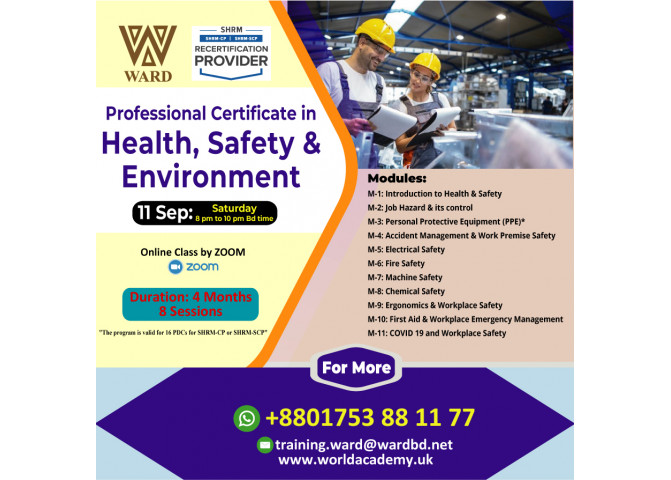 WARD
SHRM
SHRM-CP | SHRM-SCP
RECERTIFICATION
PROVIDER
Professional Certificate in
Health, Safety &
Environment
11 Sep:
Saturday
8 pm to 10 pm Bd time
Online Class by ZOOM
zoom
Duration: 4 Months
8 Sessions
"The program is valid for 16 PDCs for SHRM-CP or SHRM-SCP"
Modules:
M-1: Introduction to Health & Safety
M-2: Job Hazard & its control
M-3: Personal Protective Equipment (PPE)*
M-4: Accident Management & Work Premise Safety
M-5: Electrical Safety
M-6: Fire Safety
M-7: Machine Safety
M-8: Chemical Safety
M-9: Ergonomics & Workplace Safety
M-10: First Aid & Workplace Emergency Management
M-11: COVID 19 and Workplace Safety
For More
+8801753 88 11 77
training.ward@wardbd.net
www.worldacademy.uk